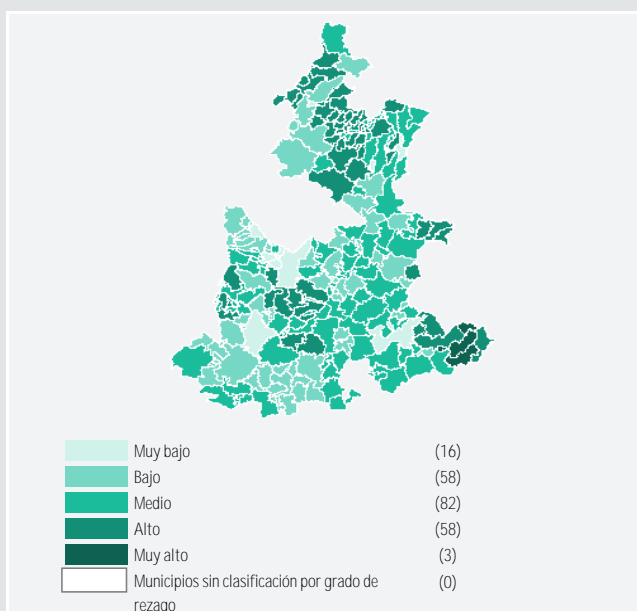 Muy bajo (16)
Bajo (58)
Medio (82)
Alto (58)
Muy alto (3)
Municipios sin clasificación por grado de (0)
rezago